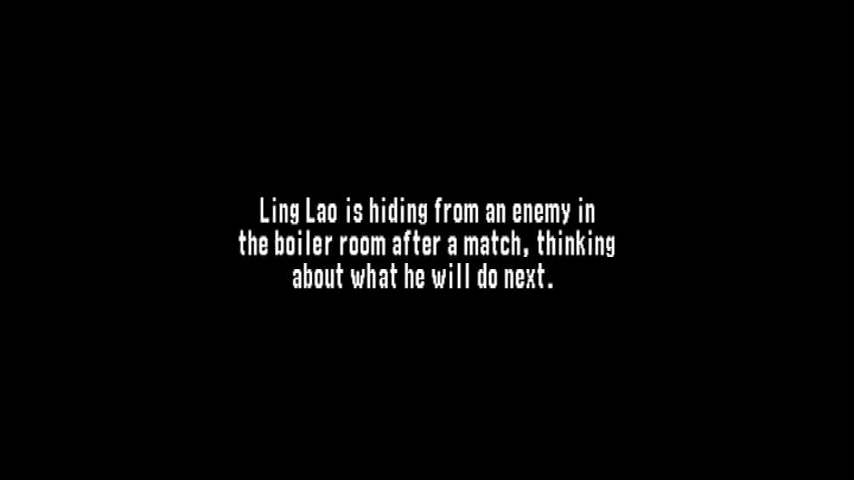 Ling Lao is hiding from an enemy in
the boiler room after a match, thinking
about what he will do next.